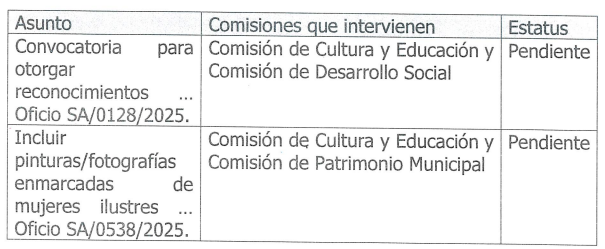 Asunto Comisiones que intervienen Estatus
Convocatoria para otorgar reconocimientos ... Oficio SA/0128/2025.
Comisión de Cultura y Educación y Comisión de Desarrollo Social
Pendiente
Incluir pinturas/fotografías enmarcadas de mujeres ilustres ... Oficio SA/0538/2025.
Comisión de Cultura y Educación y Comisión de Patrimonio Municipal
Pendiente